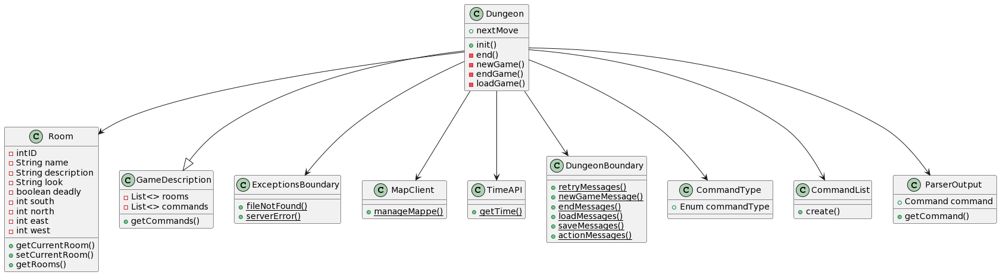 C Dungeon
nextMove
init()
end()
newGame()
endGame()
loadGame()
C Room
intID
String name
String description
String look
boolean deadly
int south
int north
int east
int west
getCurrentRoom()
setCurrentRoom()
getRooms()
C GameDescription
List<> rooms
List<> commands
getCommands()
C ExceptionsBoundary
fileNotFound()
serverError()
C MapClient
manageMappe()
C TimeAPI
getTime()
C DungeonBoundary
retryMessages()
newGameMessage()
endMessages()
loadMessages()
saveMessages()
actionMessages()
C CommandType
Enum commandType
C CommandList
create()
C ParserOutput
Command command
getCommand()